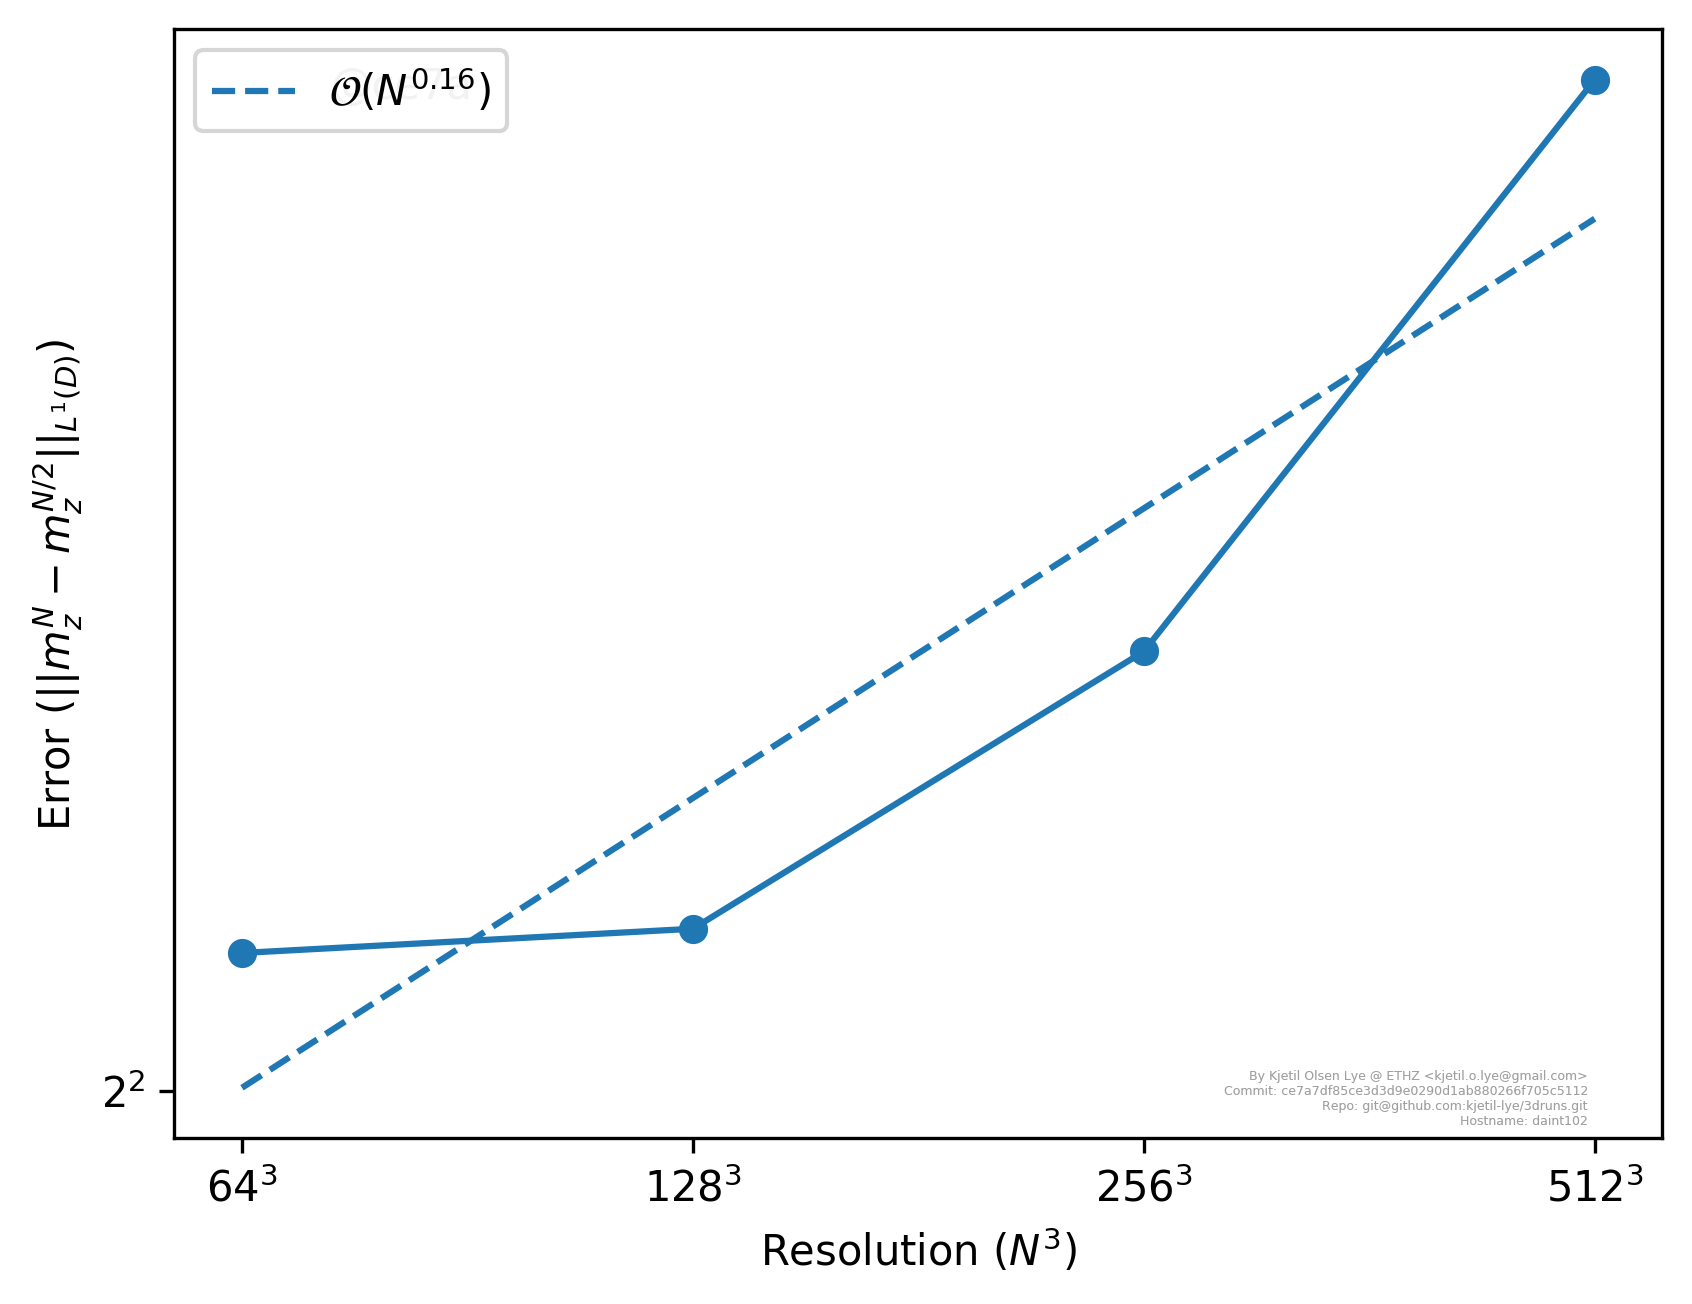 𝒪(N^0.16)
Error (||m_z^N − m_z^{N/2}||_{L^1(D)})
2^2
By Kjetil Olsen Lye @ ETHZ <kjetil.o.lye@gmail.com>
Commit: ce7a7df85ce3d3d9e0290d1ab880266f705c5112
Repo: git@github.com:kjetil-lye/3druns.git
Hostname: daint102
64^3 128^3 256^3 512^3
Resolution (N^3)